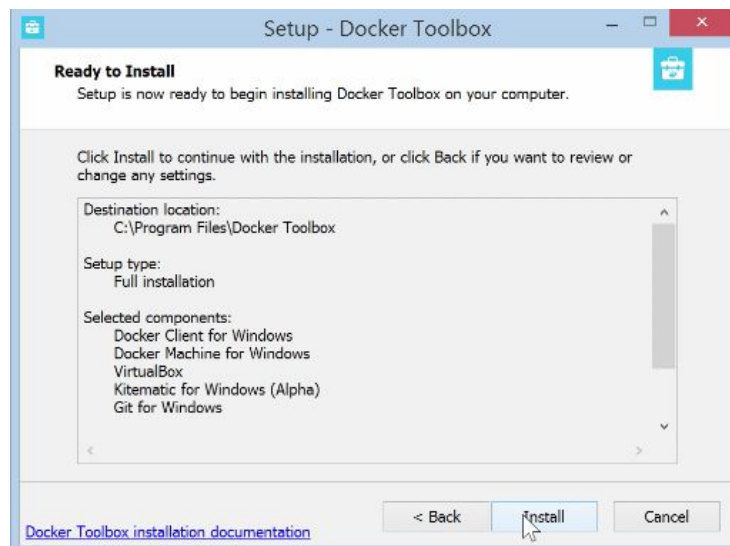 Setup - Docker Toolbox
Ready to Install
Setup is now ready to begin installing Docker Toolbox on your computer.
Click Install to continue with the installation, or click Back if you want to review or
change any settings.
Destination location:
C:\Program Files\Docker Toolbox
Setup type:
Full installation
Selected components:
Docker Client for Windows
Docker Machine for Windows
VirtualBox
Kitematic for Windows (Alpha)
Git for Windows
< Back
Install
Cancel
Docker Toolbox installation documentation